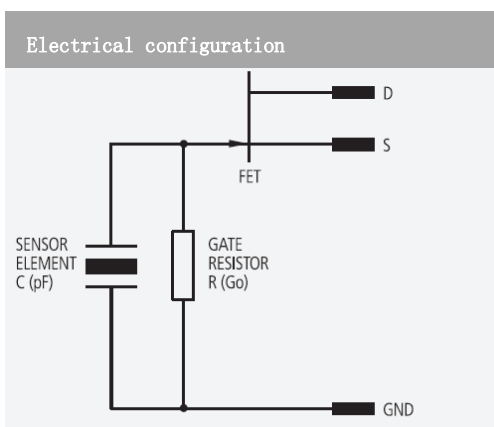 Electrical configuration
D
S
FET
SENSOR
ELEMENT
C (pF)
GATE
RESISTOR
R (Go)
GND